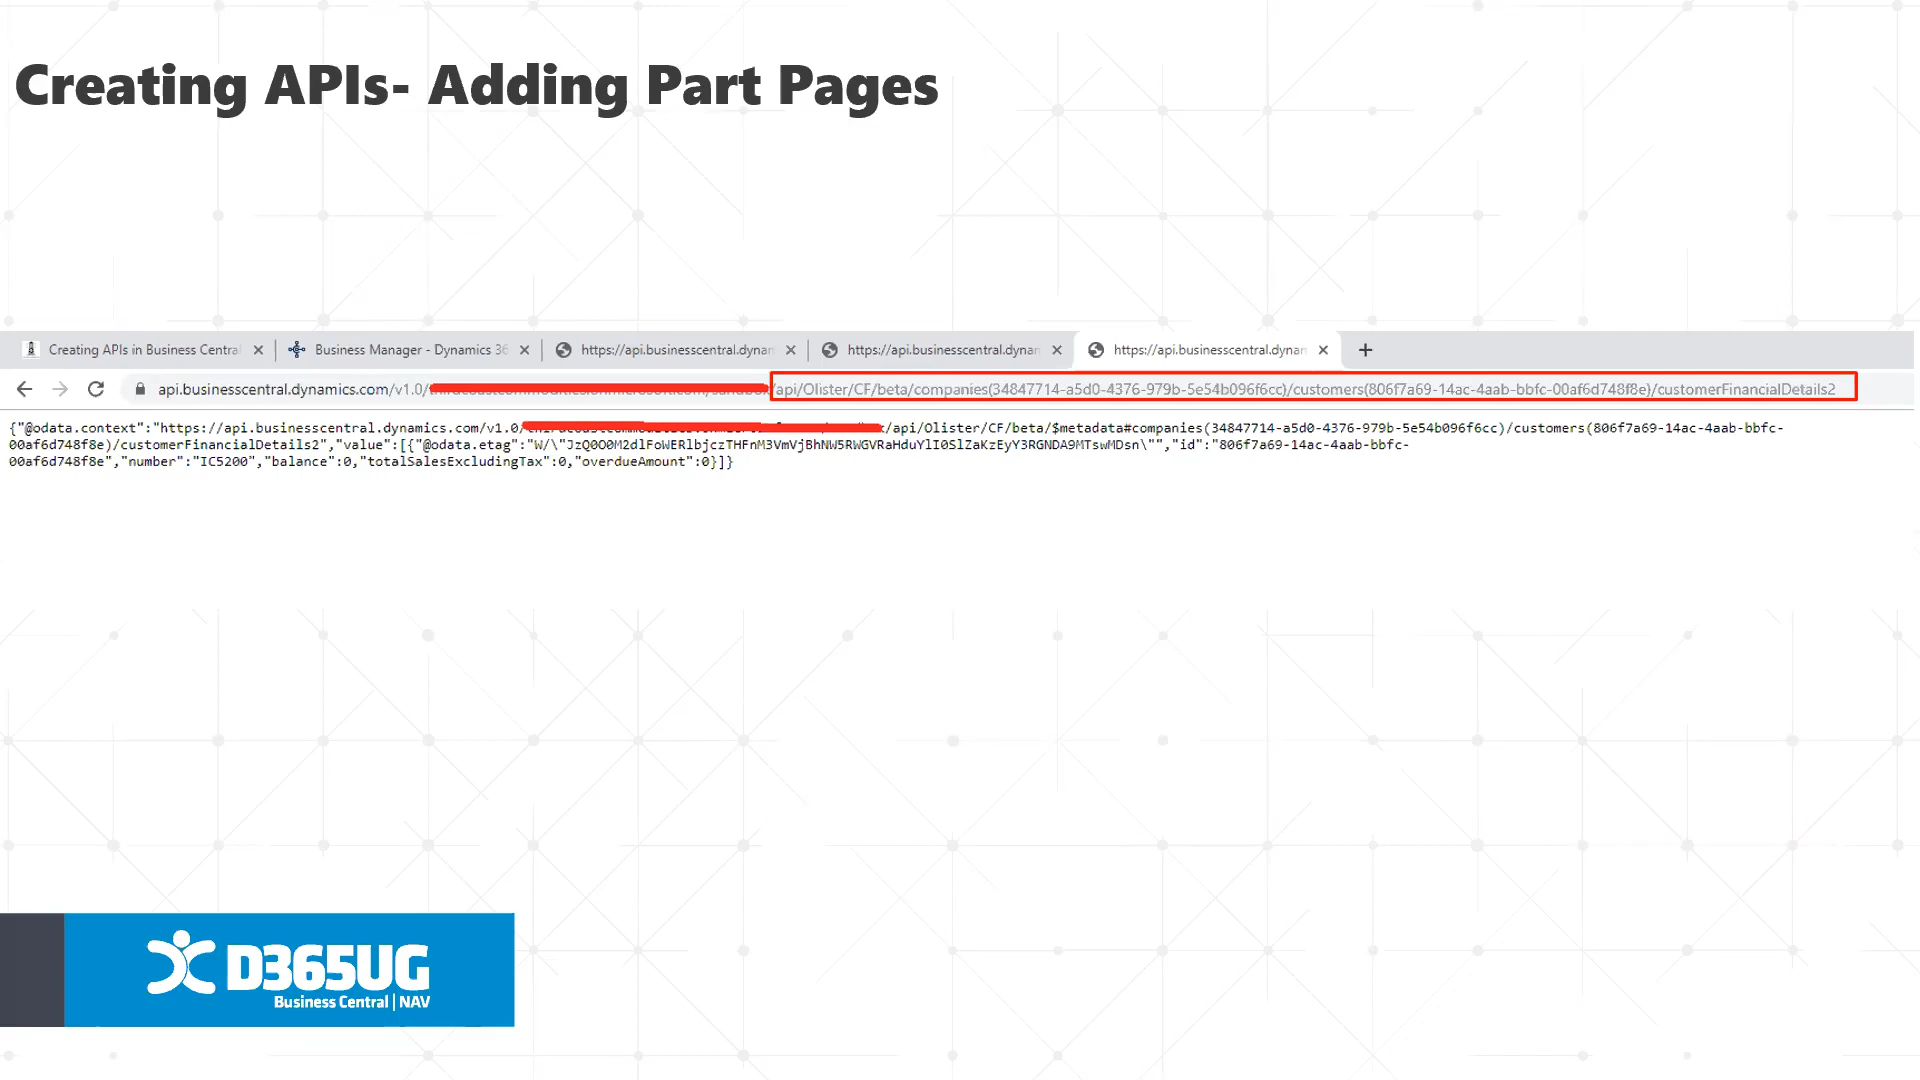 Creating APIs- Adding Part Pages
Creating APIs in Business Central
Business Manager - Dynamics 36
https://api.businesscentral.dynam
https://api.businesscentral.dynam
https://api.businesscentral.dynam
api.businesscentral.dynamics.com/v1.0/ /api/Olister/CF/beta/companies(34847714-a5d0-4376-979b-5e54b096f6cc)/customers(806f7a69-14ac-4aab-bbfc-00af6d748f8e)/customerFinancialDetails2
{"@odata.context":"https://api.businesscentral.dynamics.com/v1.0/ /api/Olister/CF/beta/$metadata#companies(34847714-a5d0-4376-979b-5e54b096f6cc)/customers(806f7a69-14ac-4aab-bbfc-
00af6d748f8e)/customerFinancialDetails2","value":[{"@odata.etag":"W/\"JzQ0O0M2dlFoWERlbjczTHFnM3VmVjBhNW5RWGVRaHduYlI0SlZaKzEyY3RGNDA9MTswMDsn\"","id":"806f7a69-14ac-4aab-bbfc-
00af6d748f8e","number":"IC5200","balance":0,"totalSalesExcludingTax":0,"overdueAmount":0}]}
D365UG
Business Central | NAV